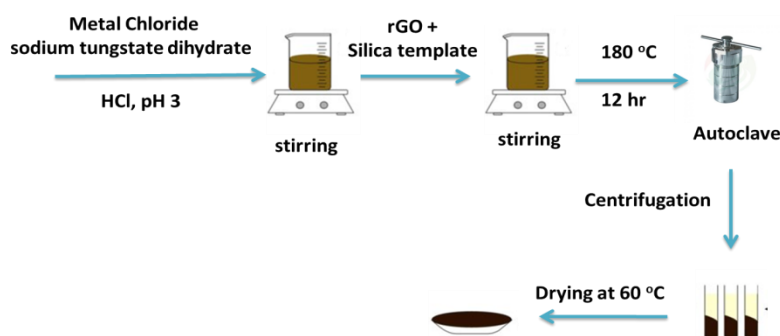 Metal Chloride
sodium tungstate dihydrate
HCl, pH 3
stirring
rGO +
Silica template
stirring
180 °C
12 hr
Autoclave
Centrifugation
Drying at 60 °C